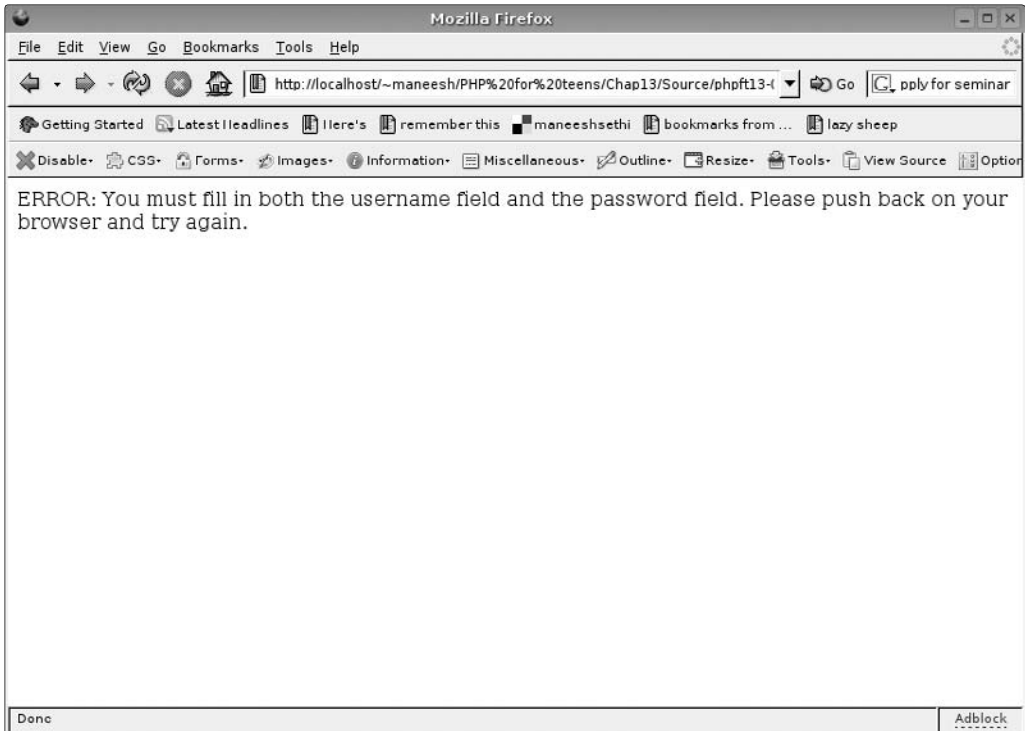 Mozilla Firefox
File Edit View Go Bookmarks Tools Help
http://localhost/~maneesh/PHP%20for%20teens/Chap13/Source/phpft13-( Go G pply for seminar
Getting Started Latest Headlines Here's remember this maneeshsethi bookmarks from ... lazy sheep
Disable CSS Forms Images Information Miscellaneous Outline Resize Tools View Source Option
ERROR: You must fill in both the username field and the password field. Please push back on your
browser and try again.
Done Adblock